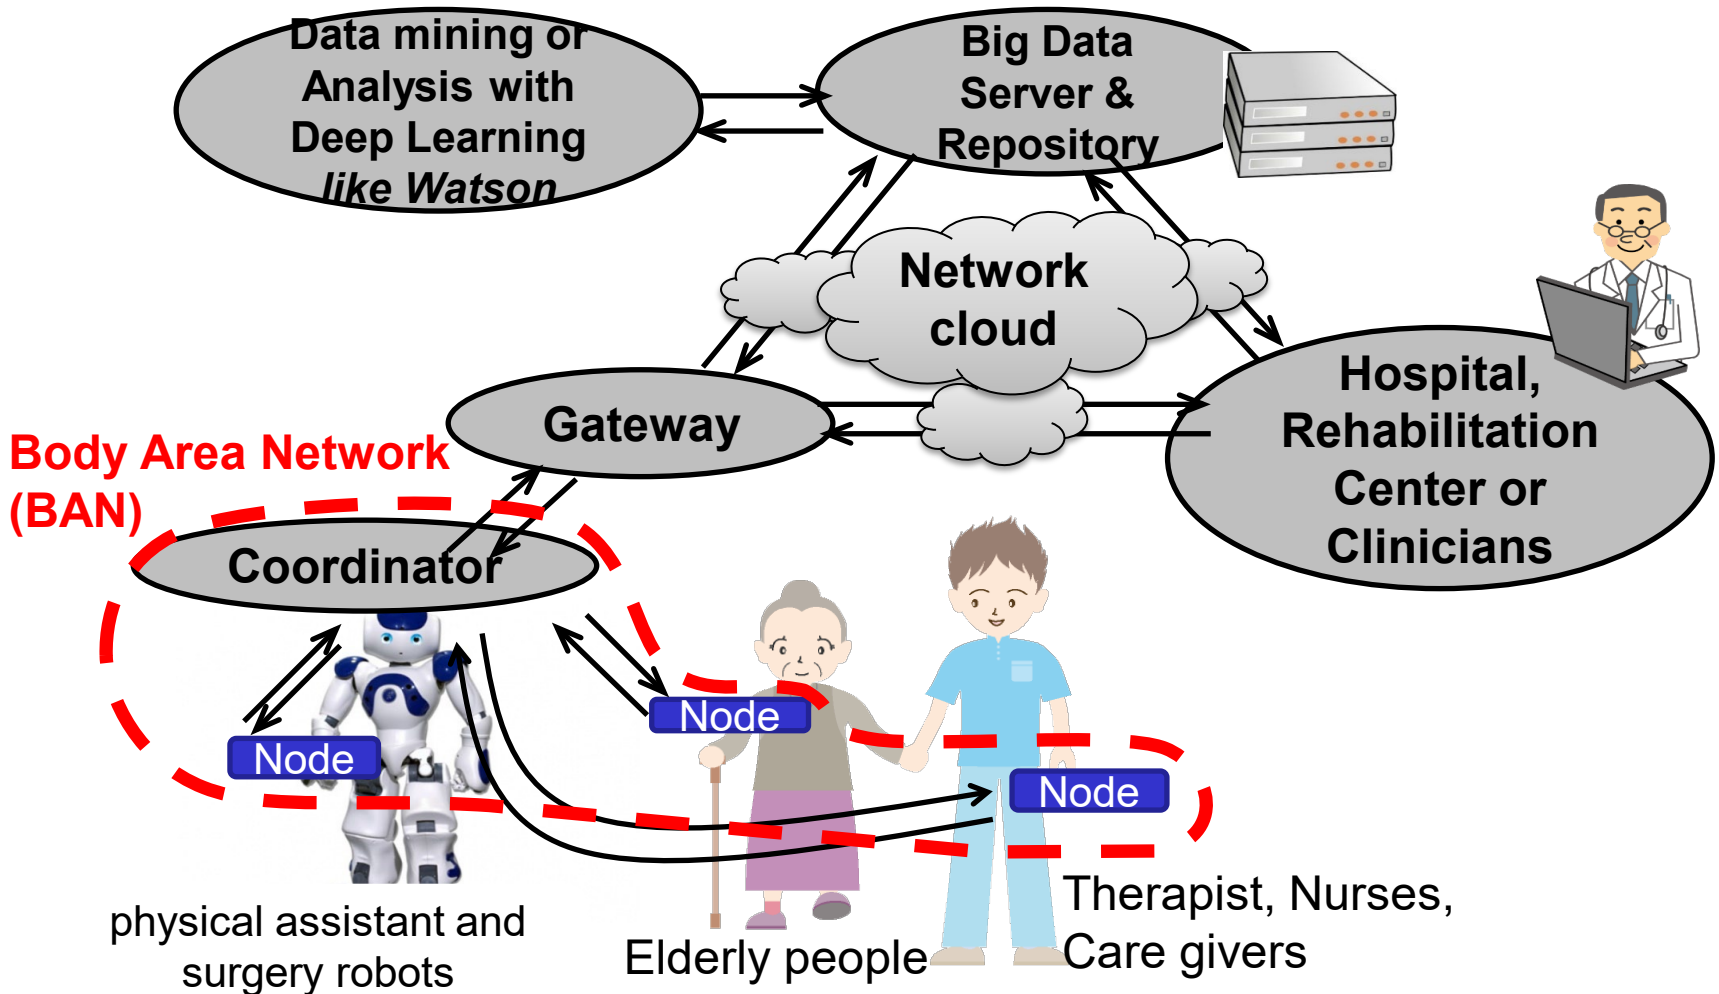 Data mining or
Analysis with
Deep Learning
like Watson
Big Data
Server &
Repository
Network
cloud
Hospital,
Rehabilitation
Center or
Clinicians
Gateway
Body Area Network
(BAN)
Coordinator
Node
Node
Node
physical assistant and
surgery robots
Elderly people
Therapist, Nurses,
Care givers